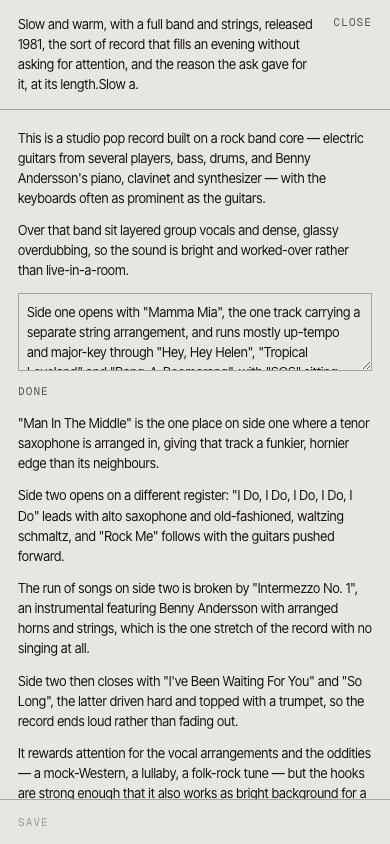 Slow and warm, with a full band and strings, released
1981, the sort of record that fills an evening without
asking for attention, and the reason the ask gave for
it, at its length.Slow a.
CLOSE
This is a studio pop record built on a rock band core — electric
guitars from several players, bass, drums, and Benny
Andersson's piano, clavinet and synthesizer — with the
keyboards often as prominent as the guitars.
Over that band sit layered group vocals and dense, glassy
overdubbing, so the sound is bright and worked-over rather
than live-in-a-room.
Side one opens with "Mamma Mia", the one track carrying a
separate string arrangement, and runs mostly up-tempo
and major-key through "Hey, Hey Helen", "Tropical
Loveland" and "Bang-A-Boomerang", with "SOS" sitting
DONE
"Man In The Middle" is the one place on side one where a tenor
saxophone is arranged in, giving that track a funkier, hornier
edge than its neighbours.
Side two opens on a different register: "I Do, I Do, I Do, I Do, I
Do" leads with alto saxophone and old-fashioned, waltzing
schmaltz, and "Rock Me" follows with the guitars pushed
forward.
The run of songs on side two is broken by "Intermezzo No. 1",
an instrumental featuring Benny Andersson with arranged
horns and strings, which is the one stretch of the record with no
singing at all.
Side two then closes with "I've Been Waiting For You" and "So
Long", the latter driven hard and topped with a trumpet, so the
record ends loud rather than fading out.
It rewards attention for the vocal arrangements and the oddities
— a mock-Western, a lullaby, a folk-rock tune — but the hooks
are strong enough that it also works as bright background for a
SAVE